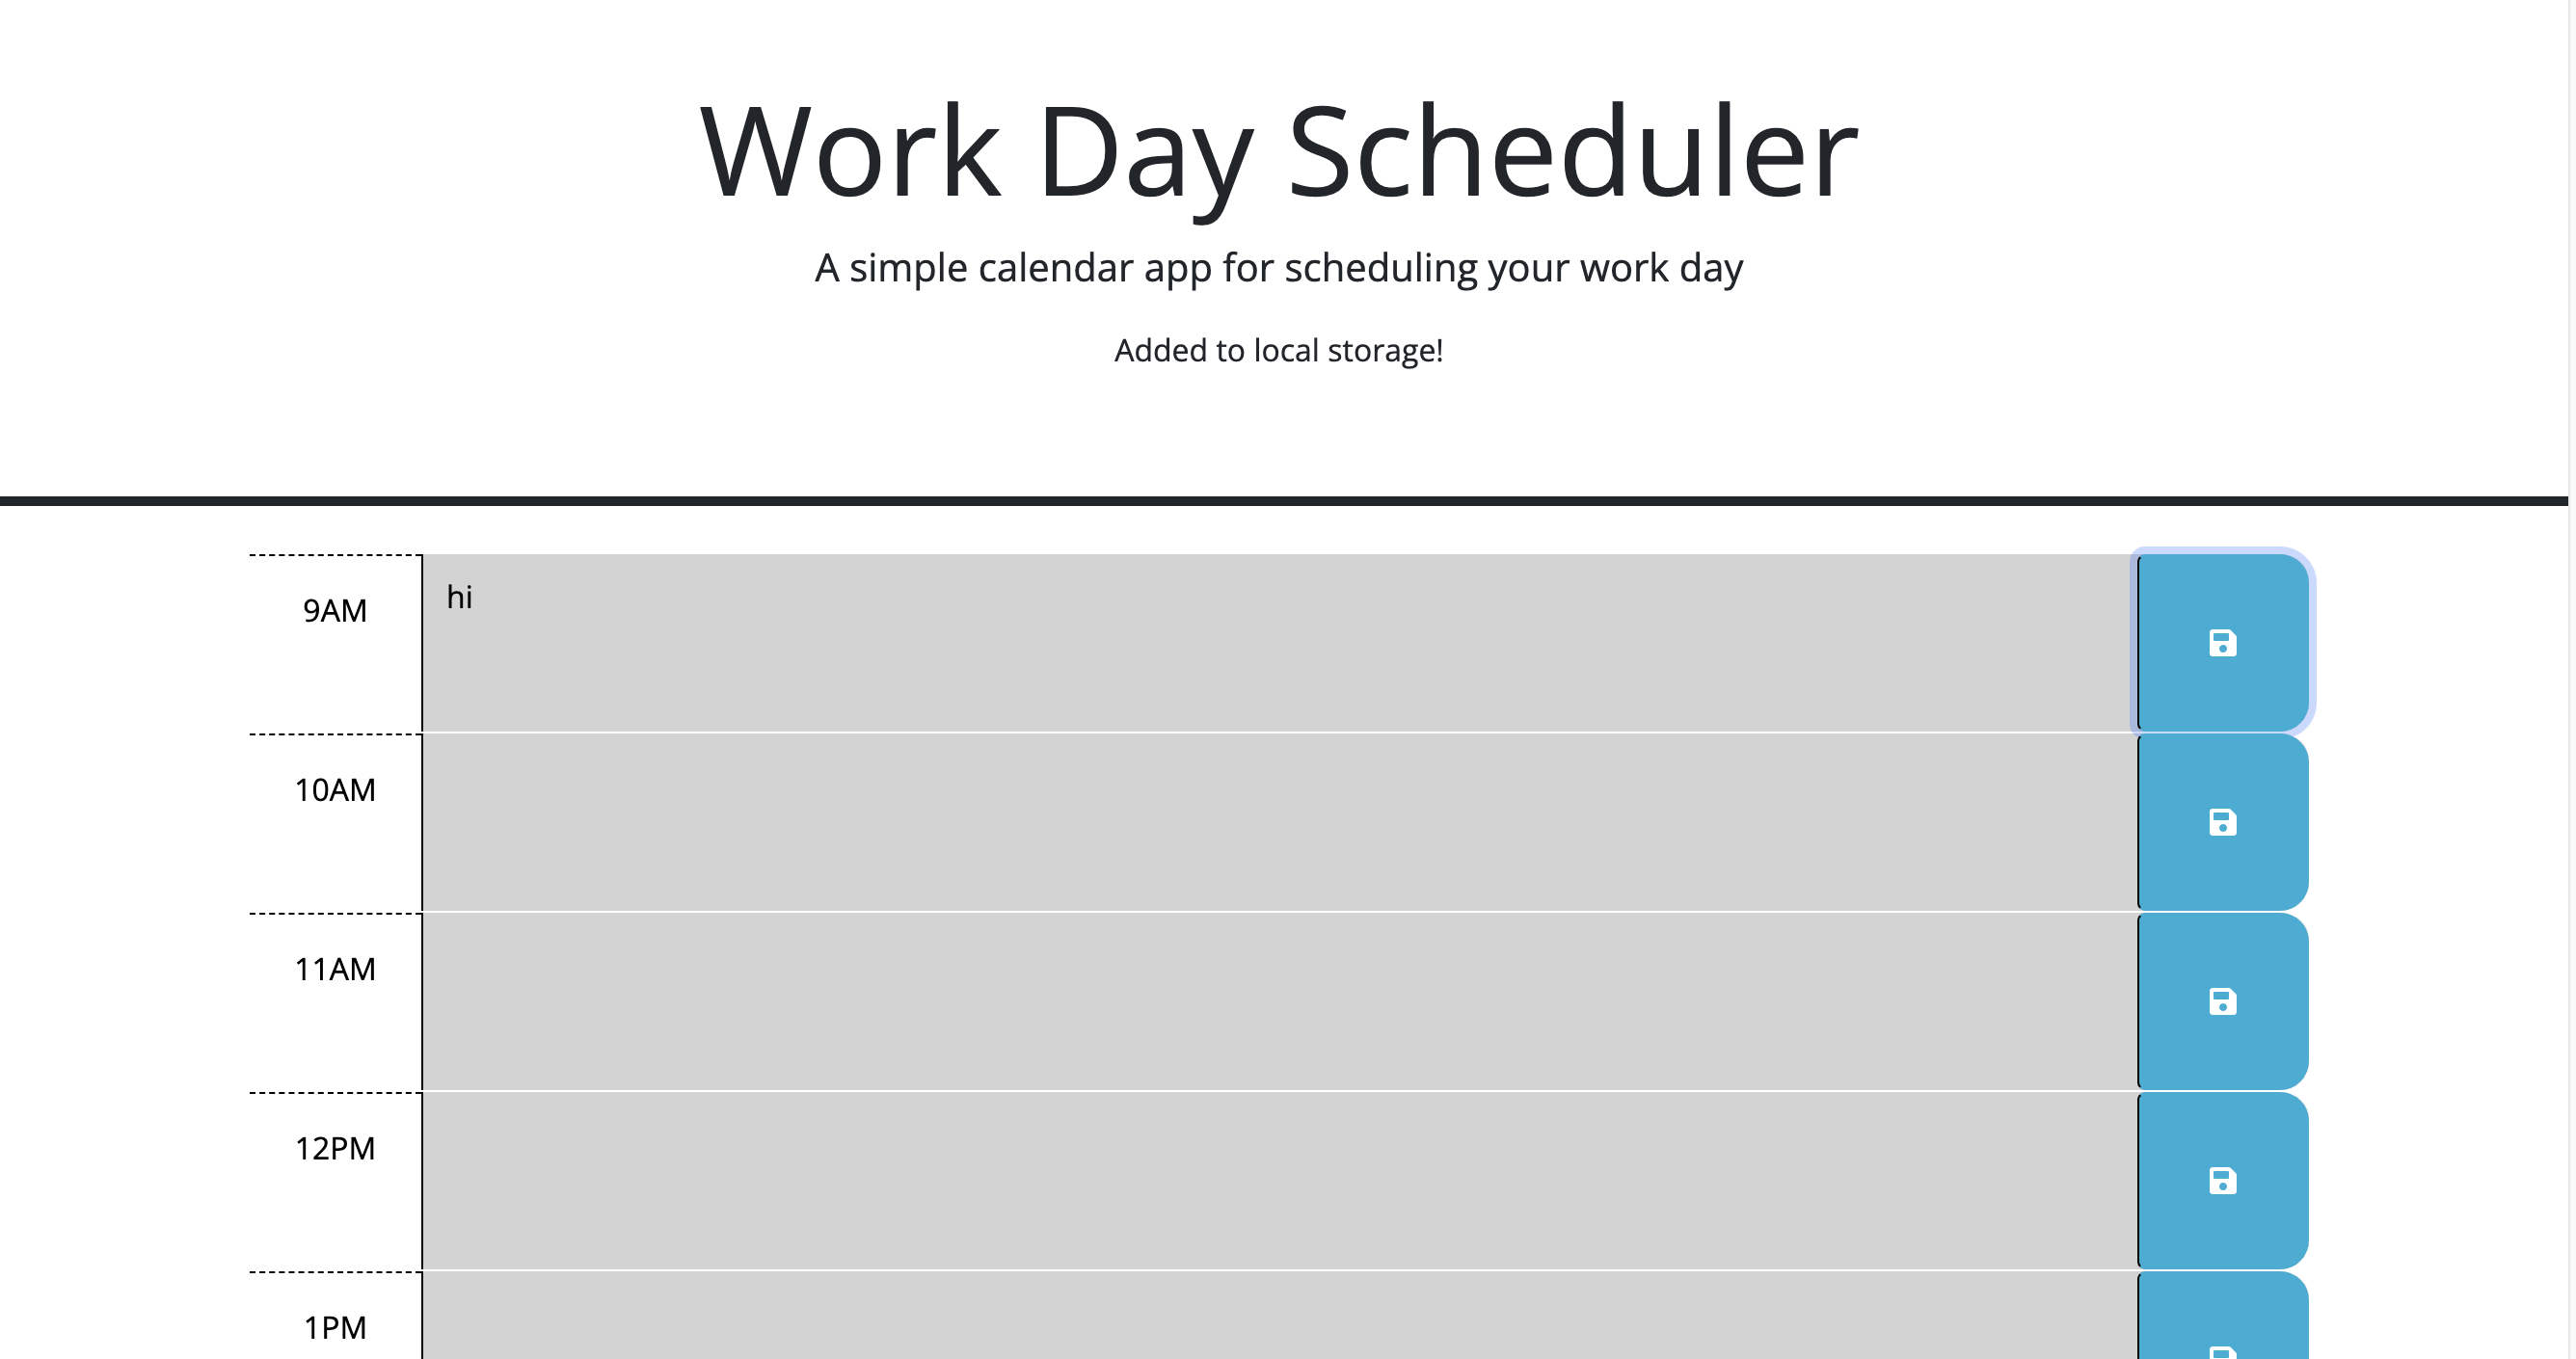 Work Day Scheduler
A simple calendar app for scheduling your work day
Added to local storage!
9AM
hi
10AM
11AM
12PM
1PM